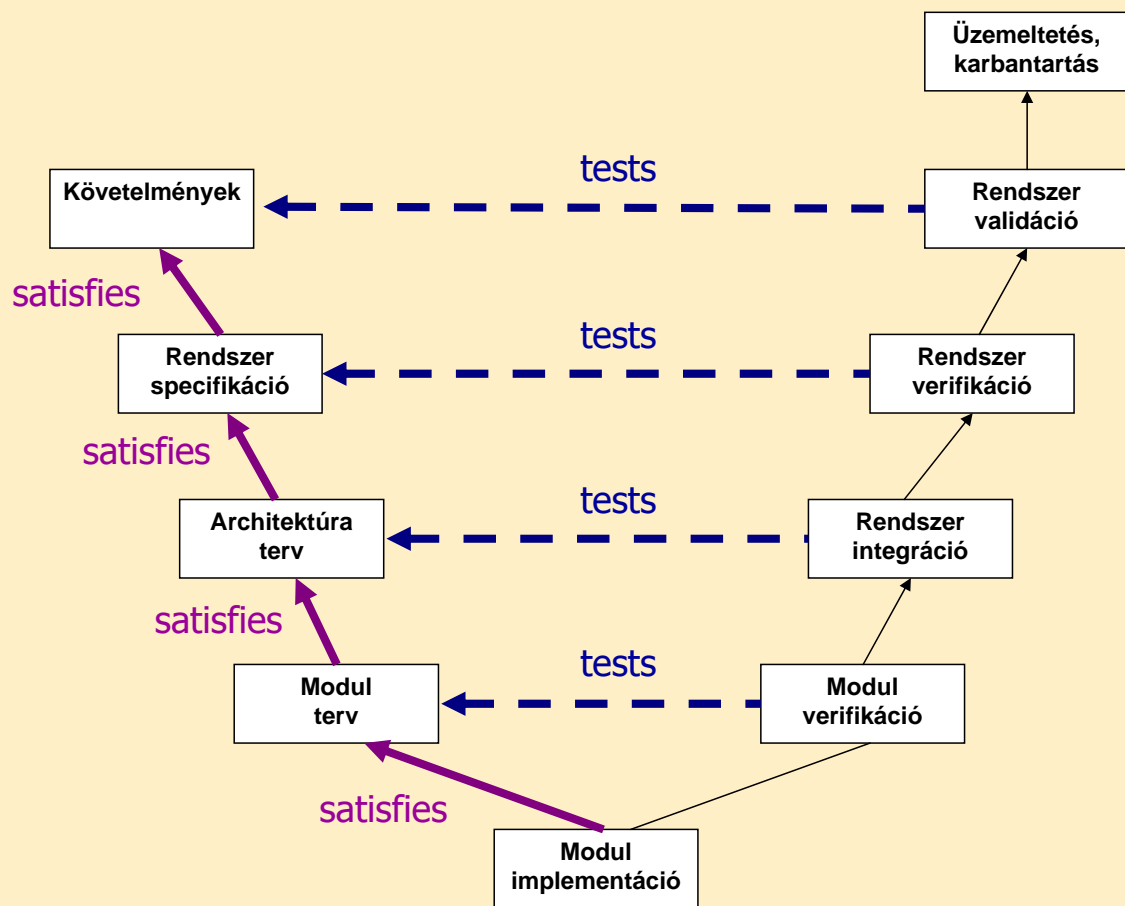 Üzemeltetés,
karbantartás
tests
Követelmények
Rendszer
validáció
satisfies
tests
Rendszer
specifikáció
Rendszer
verifikáció
satisfies
tests
Architektúra
terv
Rendszer
integráció
satisfies
tests
Modul
terv
Modul
verifikáció
satisfies
Modul
implementáció